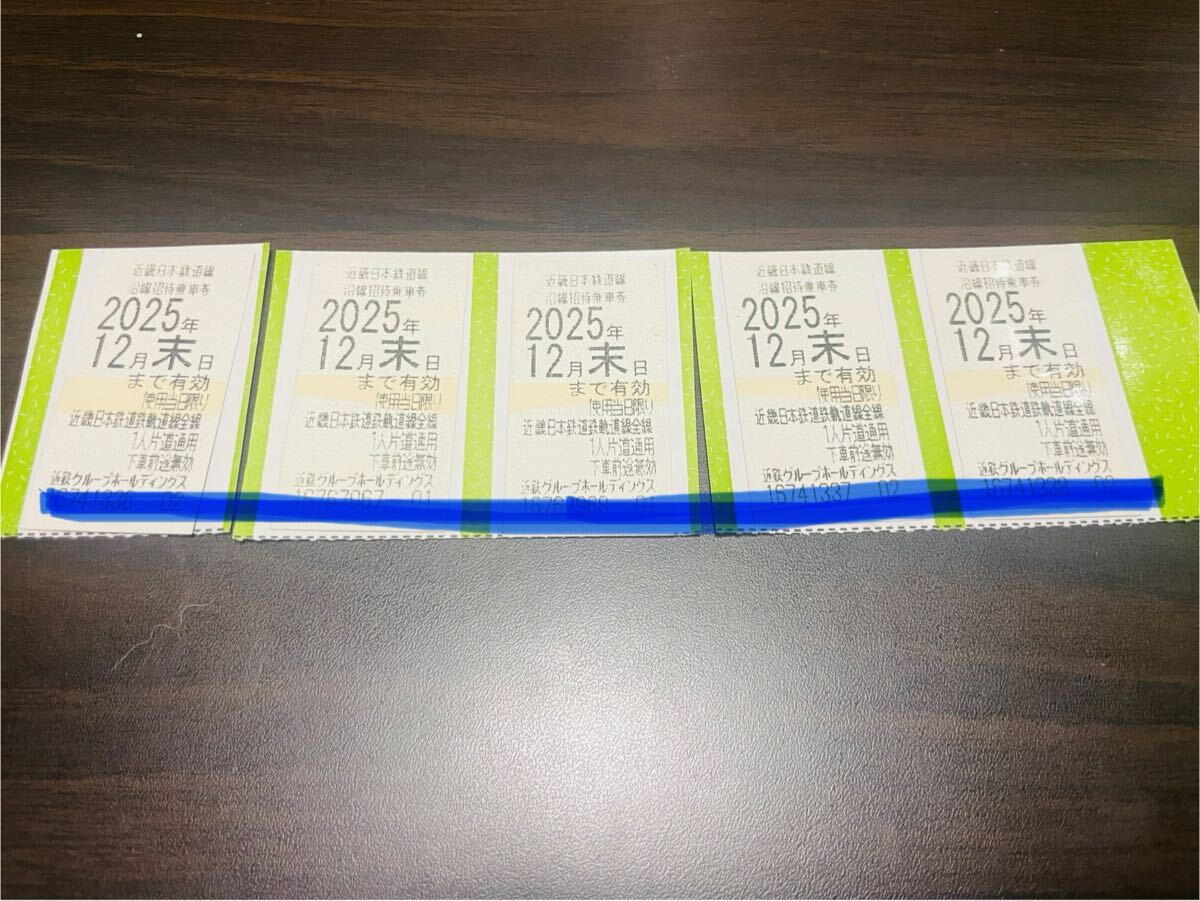 近畿日本鉄道線
沿線招待乗車券
2025年
12月末日
まで有効
(使用当日限り)
近畿日本鉄道鉄軌道線全線
1人片道通用
下車前途無効
近鉄グループホールディングス
近畿日本鉄道線
沿線招待乗車券
2025年
12月末日
まで有効
(使用当日限り)
近畿日本鉄道鉄軌道線全線
1人片道通用
下車前途無効
近鉄グループホールディングス
近畿日本鉄道線
沿線招待乗車券
2025年
12月末日
まで有効
(使用当日限り)
近畿日本鉄道鉄軌道線全線
1人片道通用
下車前途無効
近鉄グループホールディングス
近畿日本鉄道線
沿線招待乗車券
2025年
12月末日
まで有効
(使用当日限り)
近畿日本鉄道鉄軌道線全線
1人片道通用
下車前途無効
近鉄グループホールディングス
16741337 02
近畿日本鉄道線
沿線招待乗車券
2025年
12月末日
まで有効
(使用当日限り)
近畿日本鉄道鉄軌道線全線
1人片道通用
下車前途無効
近鉄グループホールディングス